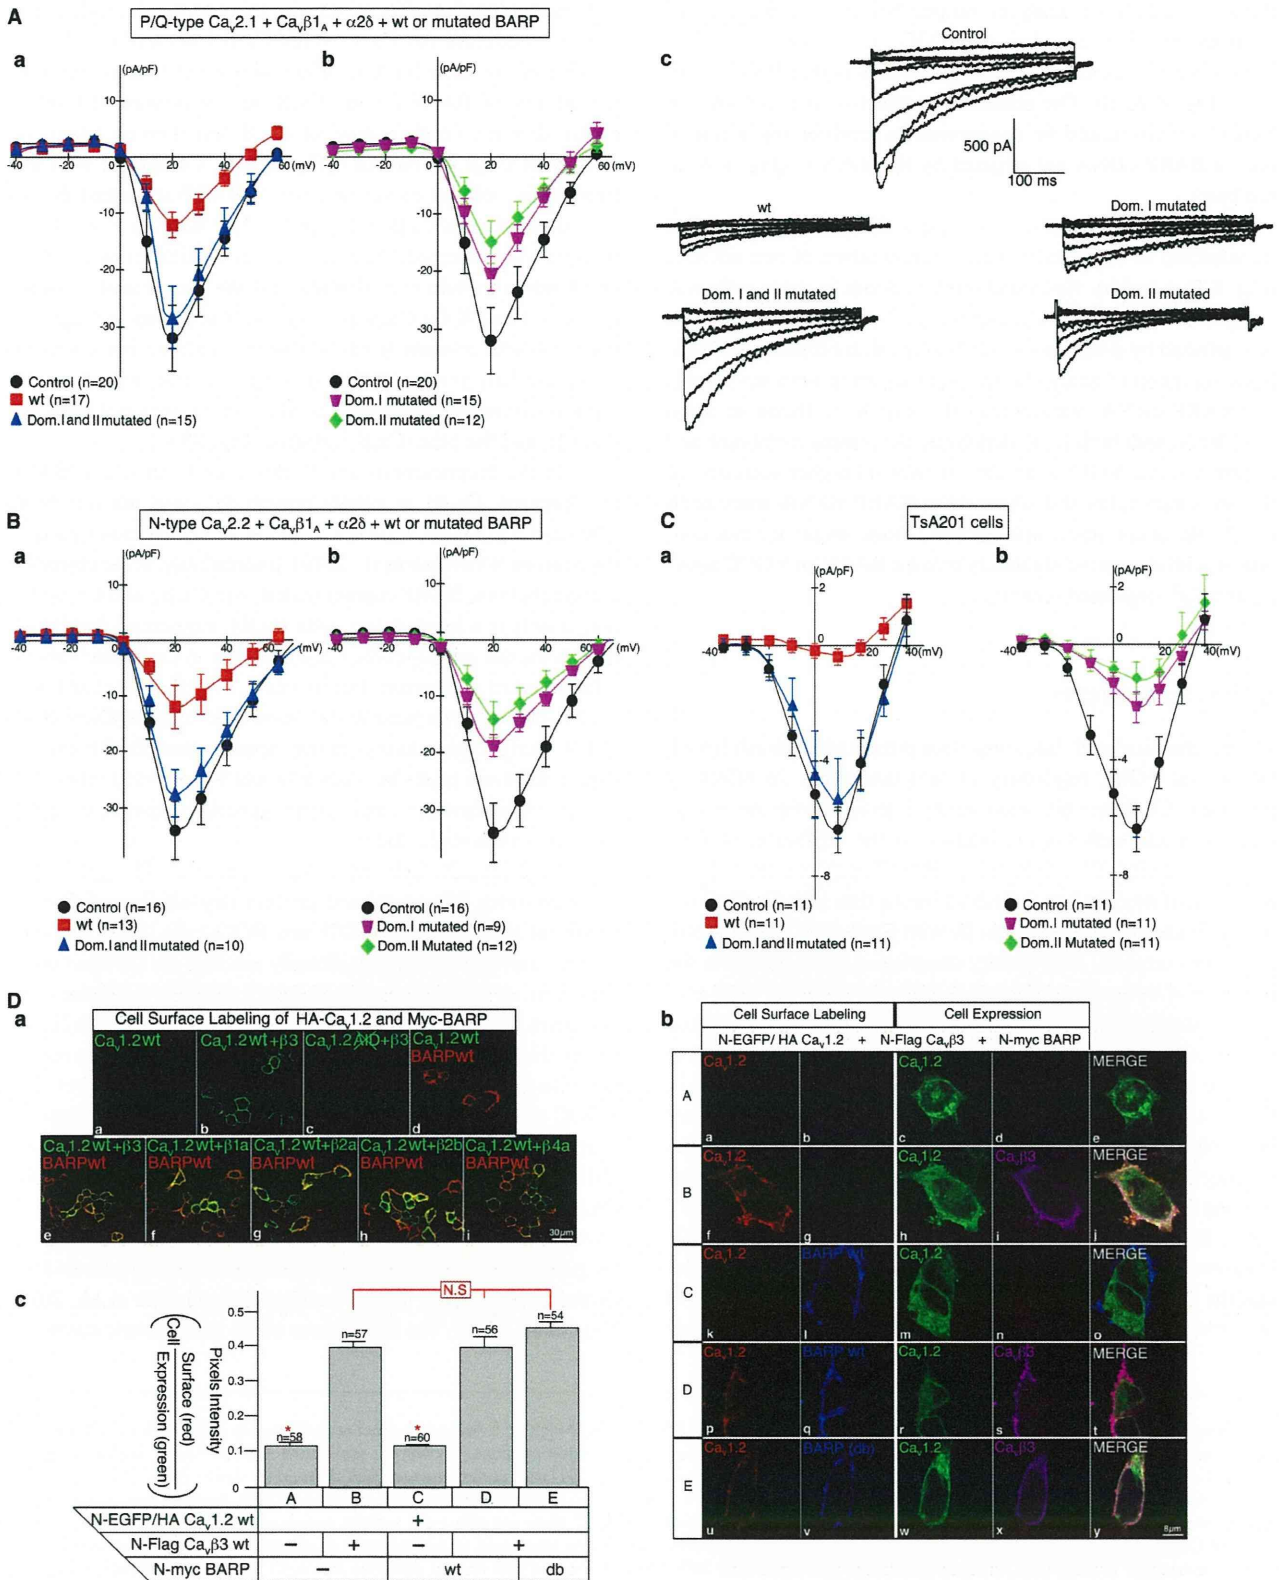 A
P/Q-type Cav2.1 + Cavβ1A + α2δ + wt or mutated BARP
a
(pA/pF)
10
-40
-20
0
20
40
60
(mV)
-10
-20
-30
Control (n=20)
wt (n=17)
Dom.I and II mutated (n=15)
b
(pA/pF)
10
-40
-20
0
20
40
60
(mV)
-10
-20
-30
Control (n=20)
Dom.I mutated (n=15)
Dom.II mutated (n=12)
c
Control
500 pA
100 ms
wt
Dom. I mutated
Dom. I and II mutated
Dom. II mutated
B
N-type Cav2.2 + Cavβ1A + α2δ + wt or mutated BARP
a
(pA/pF)
10
-40
-20
0
20
40
60
(mV)
-10
-20
-30
Control (n=16)
wt (n=13)
Dom.I and II mutated (n=10)
b
(pA/pF)
10
-40
-20
0
20
40
60
(mV)
-10
-20
-30
Control (n=16)
Dom.I mutated (n=9)
Dom.II Mutated (n=12)
C
TsA201 cells
a
(pA/pF)
2
0
-40
20
40(mV)
-4
-8
Control (n=11)
wt (n=11)
Dom.I and II mutated (n=11)
b
(pA/pF)
2
0
-40
20
40(mV)
-4
-8
Control (n=11)
Dom.I mutated (n=11)
Dom.II Mutated (n=11)
D
a
Cell Surface Labeling of HA-Cav1.2 and Myc-BARP
Cav1.2wt
a
Cav1.2wt+β3
b
Cav1.2AID+β3
c
Cav1.2wt
BARPwt
d
Cav1.2wt+β3
BARPwt
e
Cav1.2wt+β1a
BARPwt
f
Cav1.2wt+β2a
BARPwt
g
Cav1.2wt+β2b
BARPwt
h
Cav1.2wt+β4a
BARPwt
i
30µm
b
Cell Surface Labeling
Cell Expression
N-EGFP/ HA Cav1.2 + N-Flag Cavβ3 + N-myc BARP
A
Cav1.2
Cav1.2
MERGE
a
b
c
d
e
B
Cav1.2
Cav1.2
Cavβ3
MERGE
f
g
h
i
j
C
Cav1.2
BARP wt
Cav1.2
MERGE
k
l
m
n
o
D
Cav1.2
BARP wt
Cav1.2
Cavβ3
MERGE
p
q
r
s
t
E
Cav1.2
BARP (db)
Cav1.2
Cavβ3
MERGE
u
v
w
x
y
8µm
c
(Cell Surface (red)
Expression (green))
Pixels Intensity
0.5
0.4
0.3
0.2
0.1
0
N.S
*
n=58
n=57
*
n=60
n=56
n=54
A
B
C
D
E
N-EGFP/HA Cav1.2 wt
+
N-Flag Cavβ3 wt
−
+
−
+
N-myc BARP
−
wt
db